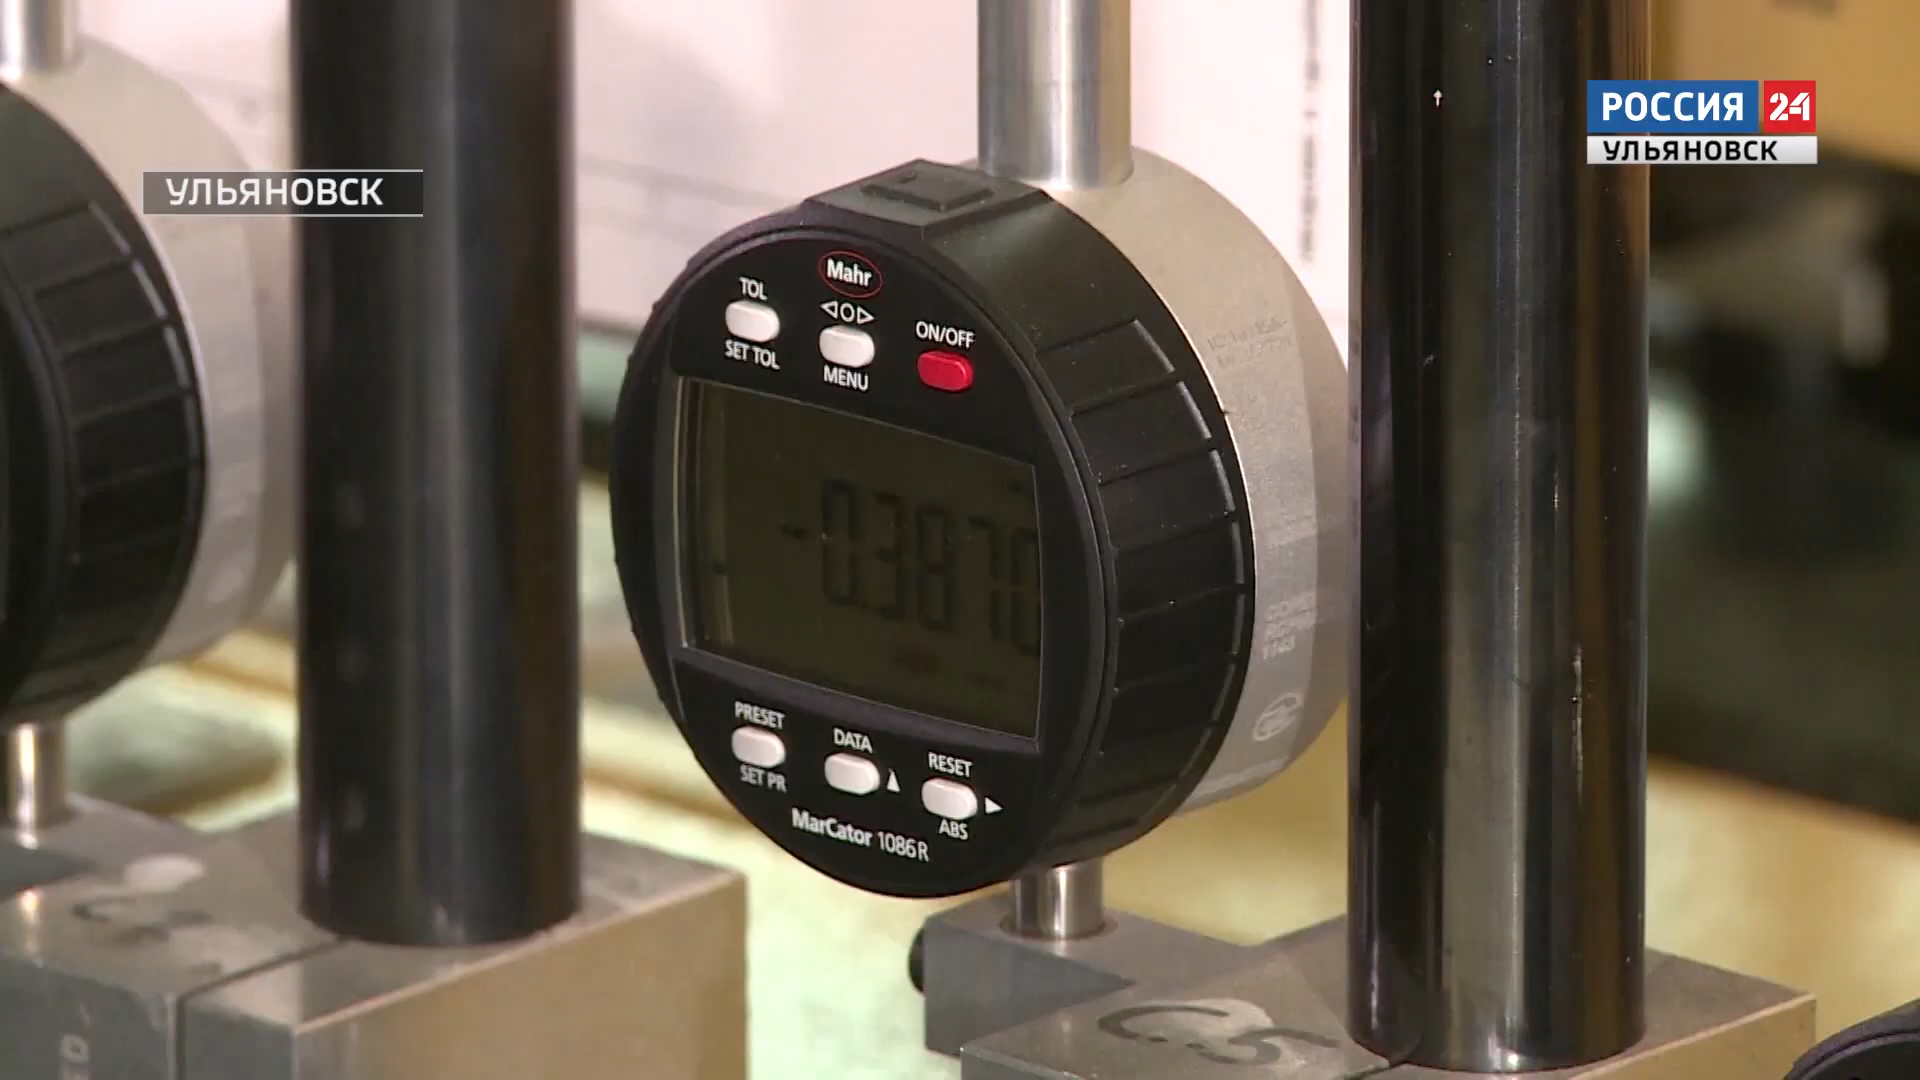 РОССИЯ 24
УЛЬЯНОВСК
УЛЬЯНОВСК
Mahr
TOL
ON/OFF
SET TOL
MENU
-0.3870
PRESET
DATA
RESET
SET PR
ABS
MarCator 1086 R